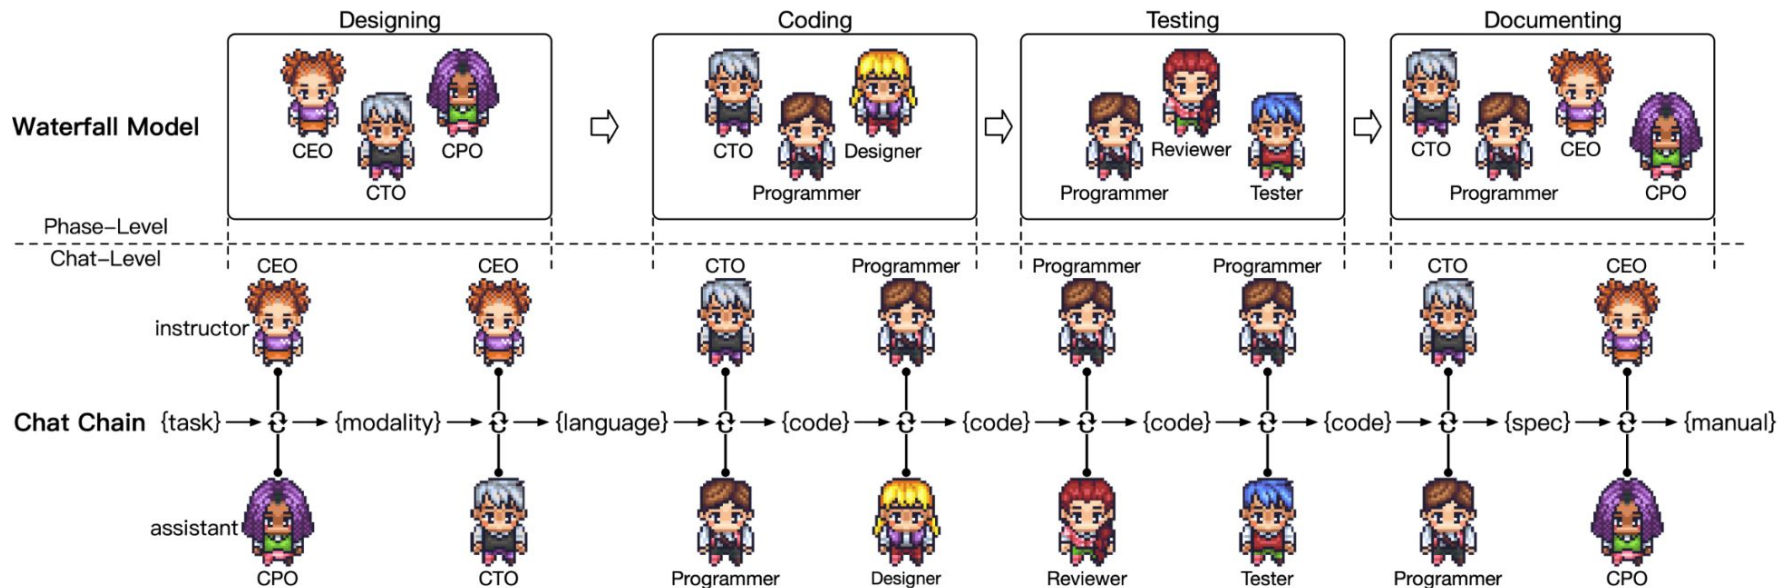 Designing
Coding
Testing
Documenting
Waterfall Model
CEO
CTO
CPO
CTO
Programmer
Designer
Programmer
Reviewer
Tester
CTO
Programmer
CEO
CPO
Phase-Level
Chat-Level
CEO
CEO
CTO
Programmer
Programmer
Programmer
CTO
CEO
instructor
Chat Chain {task} {modality} {language} {code} {code} {code} {code} {spec} {manual}
assistant
CPO
CTO
Programmer
Designer
Reviewer
Tester
Programmer
CPO